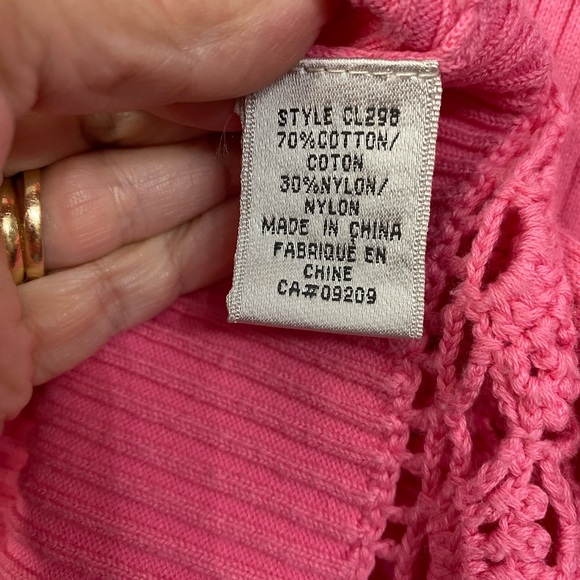 STYLE CL298
70%COTTON/
COTON
30%NYLON/
NYLON
MADE IN CHINA
FABRIQUÉ EN
CHINE
CA#09209